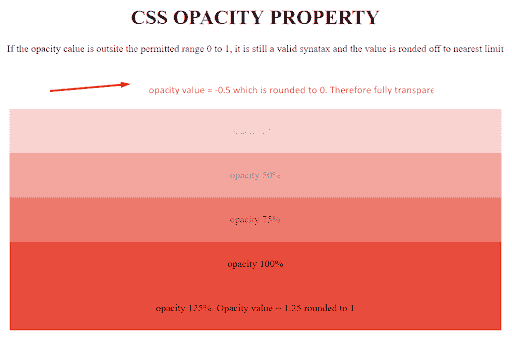 CSS OPACITY PROPERTY
If the opacity calue is outsite the permitted range 0 to 1, it is still a valid synatax and the value is ronded off to nearest limit
opacity value = -0.5 which is rounded to 0. Therefore fully transpare
opacity 50%
opacity 75%
opacity 100%
opacity 125% Opacity value = 1.25 rounded to 1